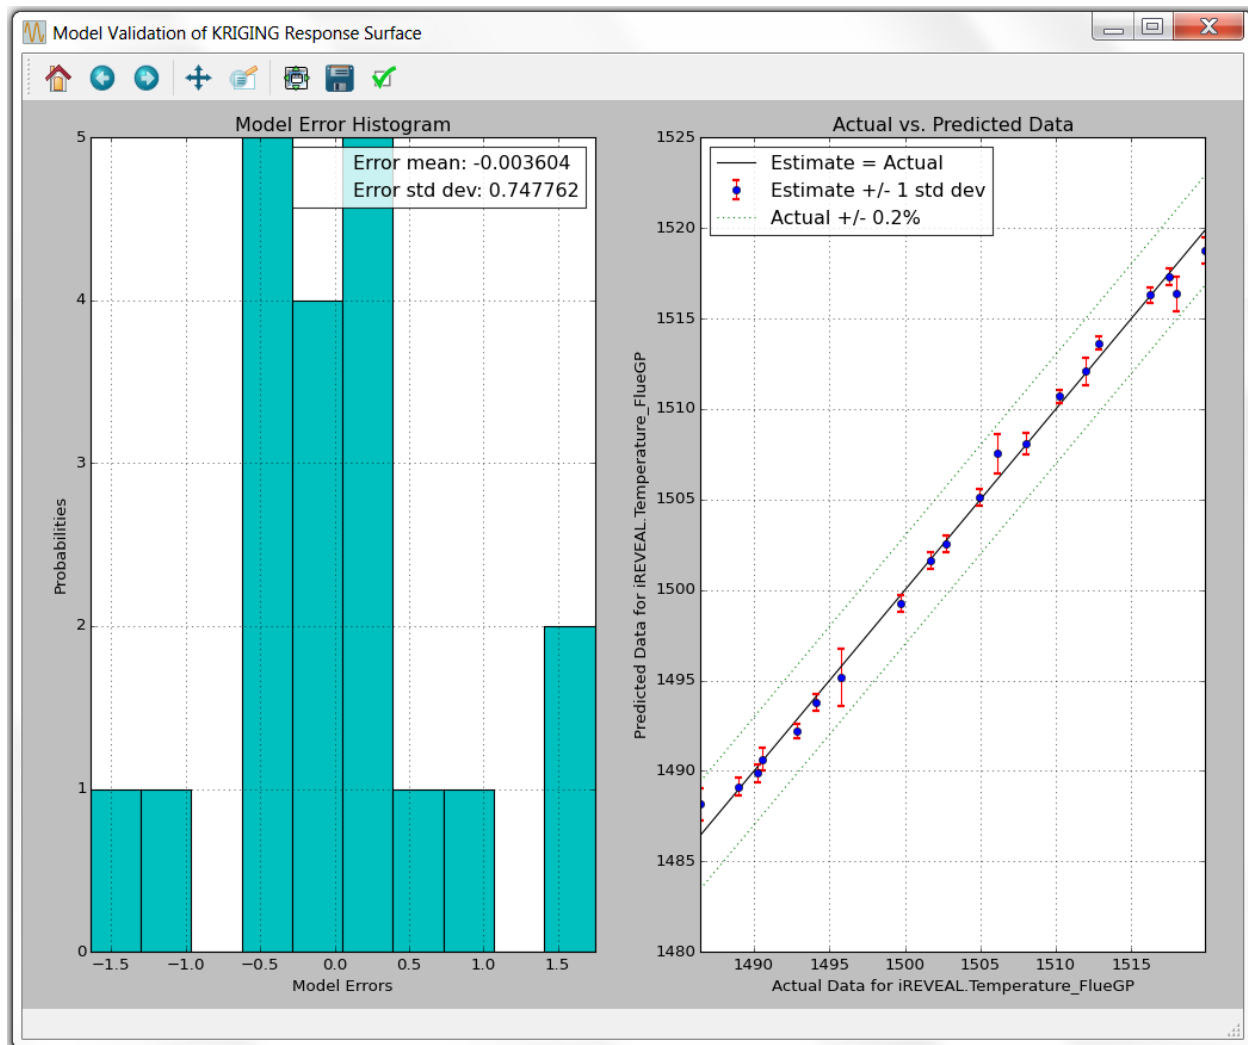 Model Validation of KRIGING Response Surface
Model Error Histogram
Error mean: -0.003604
Error std dev: 0.747762
5
4
3
2
1
0
Probabilities
−1.5 −1.0 −0.5 0.0 0.5 1.0 1.5
Model Errors
Actual vs. Predicted Data
Estimate = Actual
Estimate +/- 1 std dev
Actual +/- 0.2%
1525
1520
1515
1510
1505
1500
1495
1490
1485
1480
Predicted Data for iREVEAL.Temperature_FlueGP
1490 1495 1500 1505 1510 1515
Actual Data for iREVEAL.Temperature_FlueGP